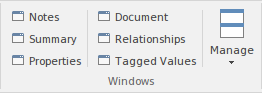 Notes
Summary
Properties
Document
Relationships
Tagged Values
Manage
Windows